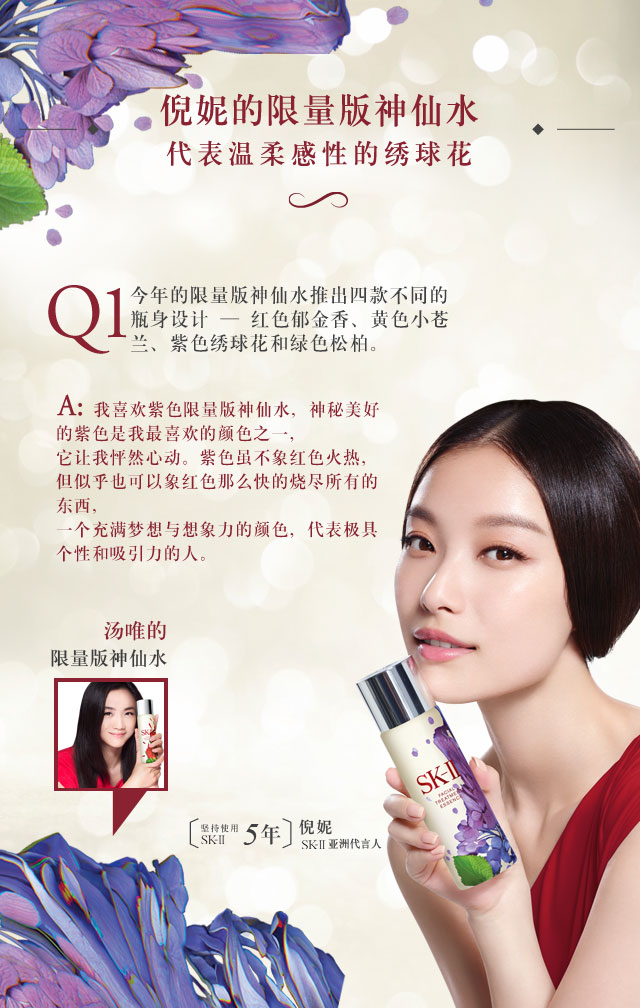 倪妮的限量版神仙水
代表温柔感性的绣球花
Q1
今年的限量版神仙水推出四款不同的
瓶身设计 — 红色郁金香、黄色小苍
兰、紫色绣球花和绿色松柏。
A: 我喜欢紫色限量版神仙水，神秘美好
的紫色是我最喜欢的颜色之一，
它让我怦然心动。紫色虽不象红色火热，
但似乎也可以象红色那么快的烧尽所有的
东西，
一个充满梦想与想象力的颜色，代表极具
个性和吸引力的人。
汤唯的
限量版神仙水
SK-II
坚持使用
SK-II
5年
倪妮
SK-II 亚洲代言人
SK-II
FACIAL
TREATMENT
ESSENCE